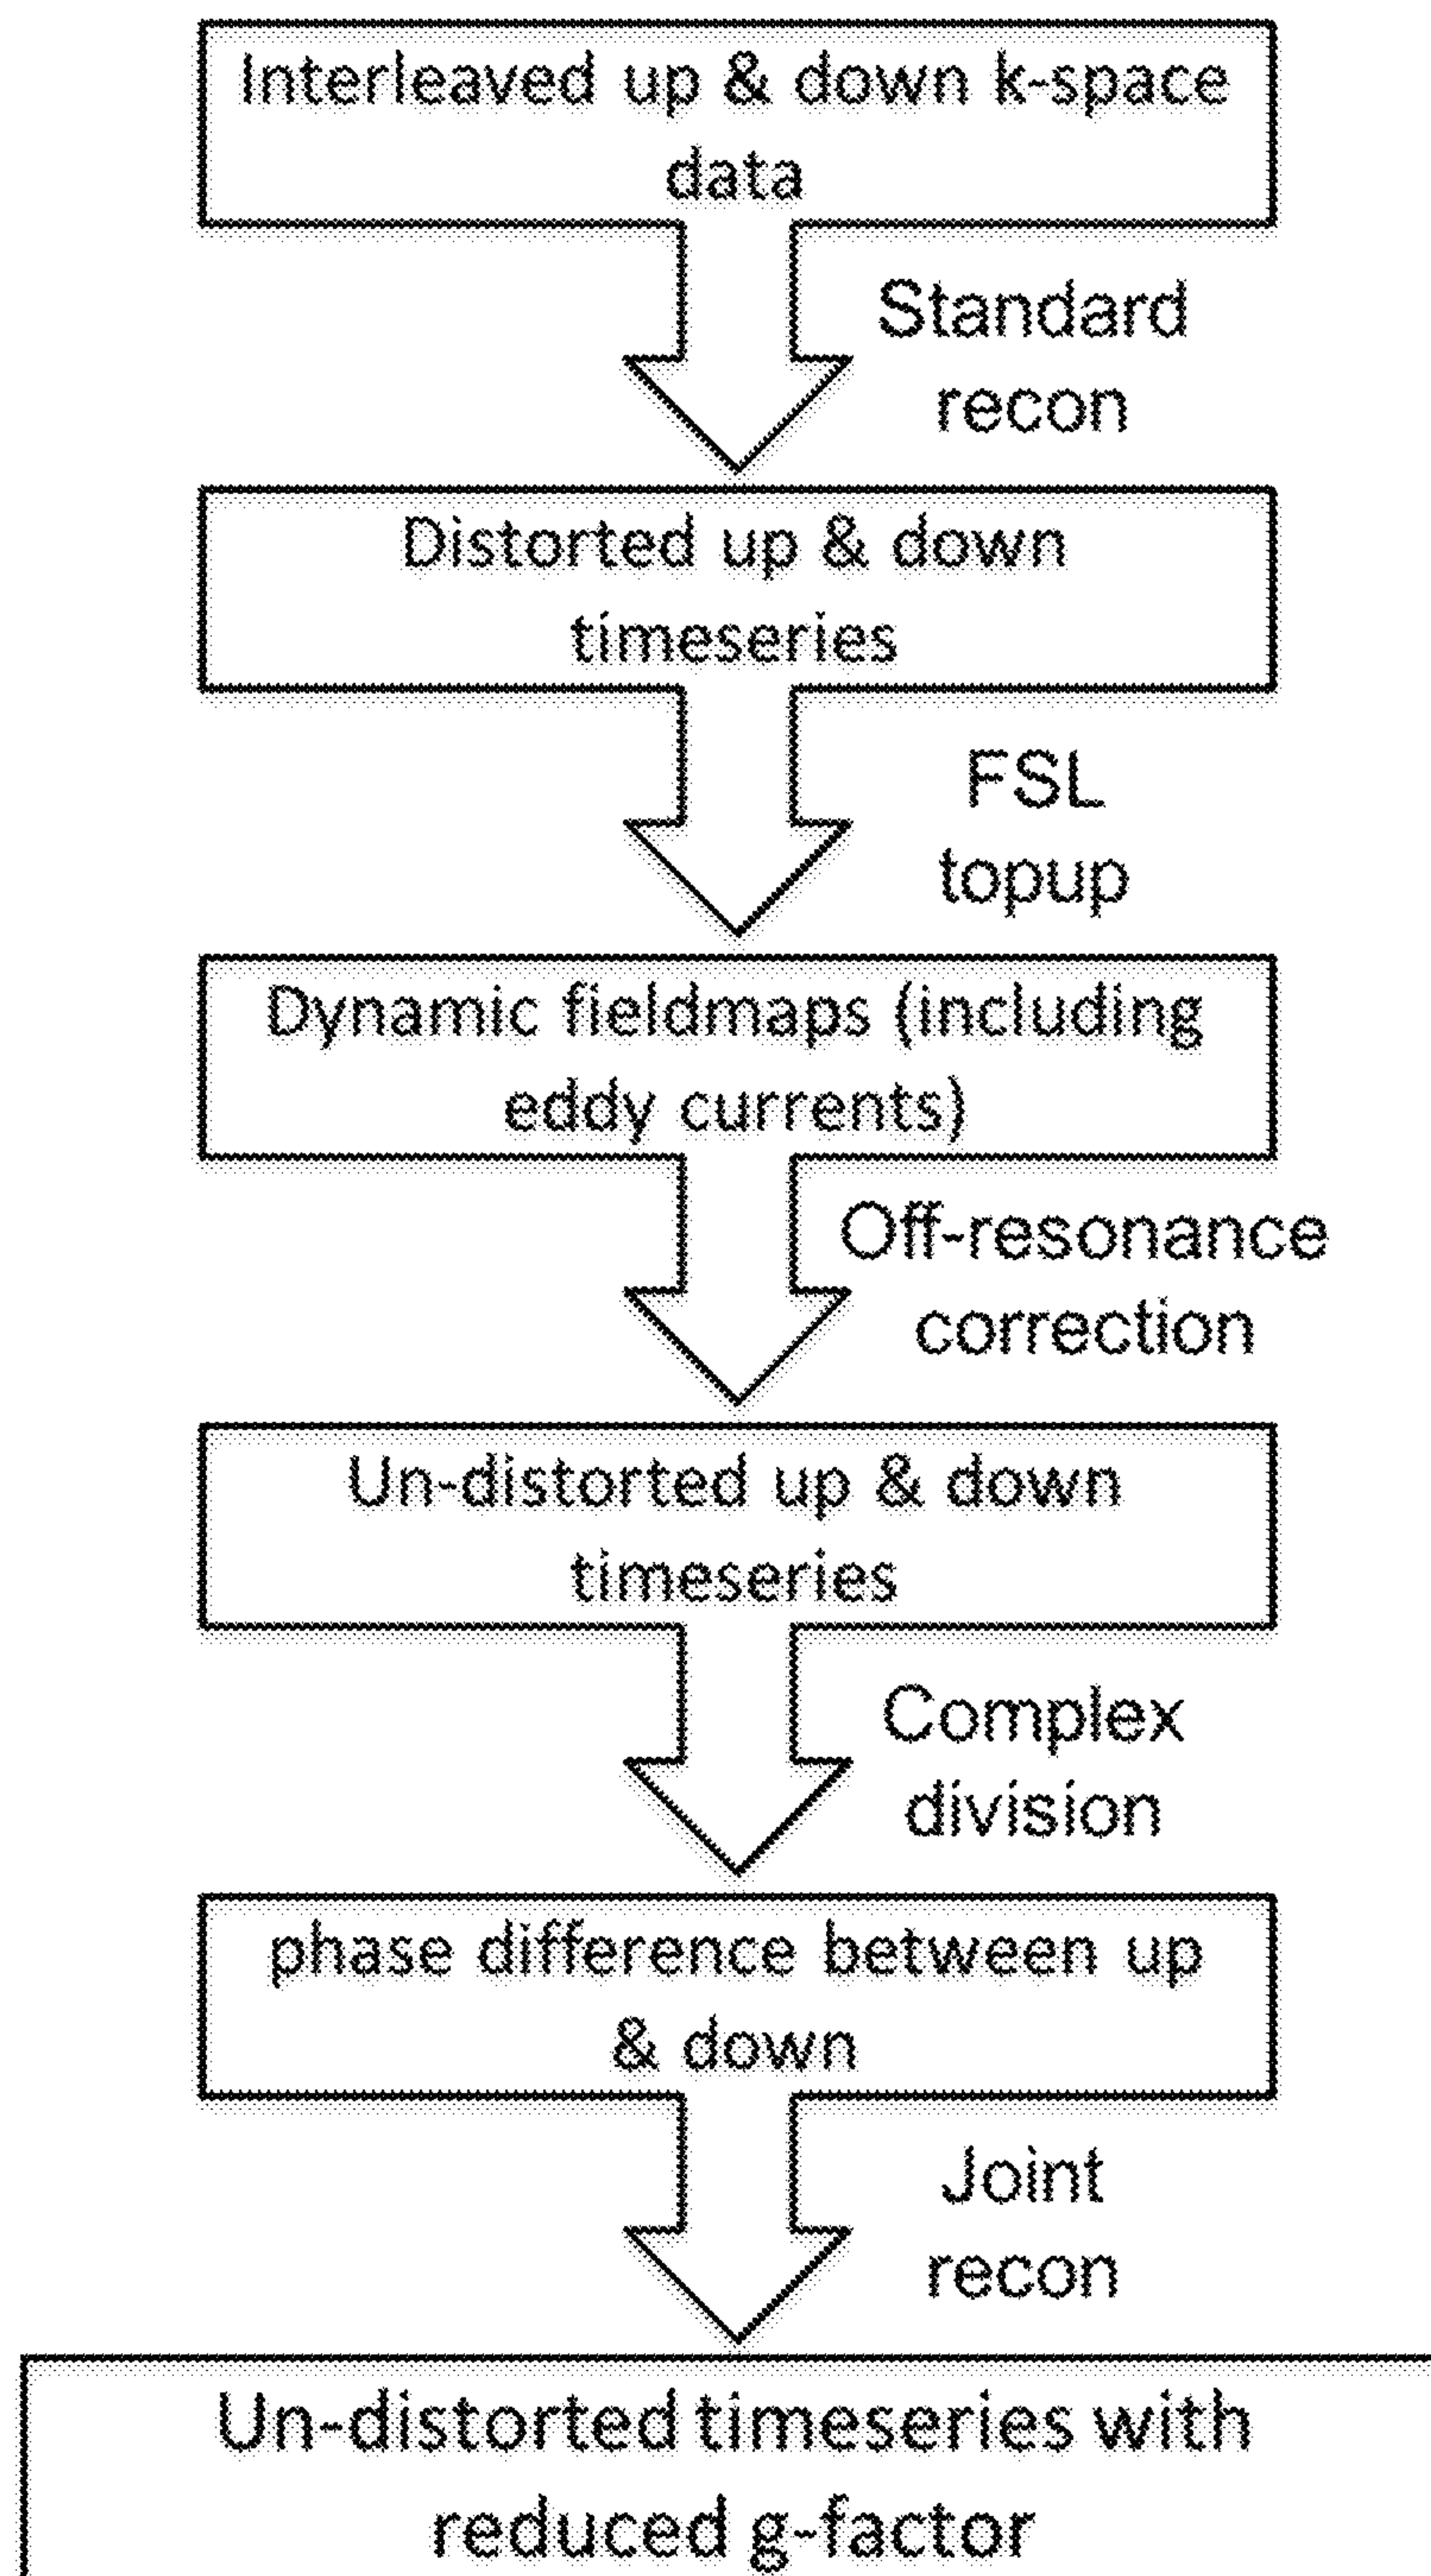 Interleaved up & down k-space
data
Standard
recon
Distorted up & down
timeseries
FSL
topup
Dynamic fieldmaps (including
eddy currents)
Off-resonance
correction
Un-distorted up & down
timeseries
Complex
division
phase difference between up
& down
Joint
recon
Un-distorted timeseries with
reduced g-factor